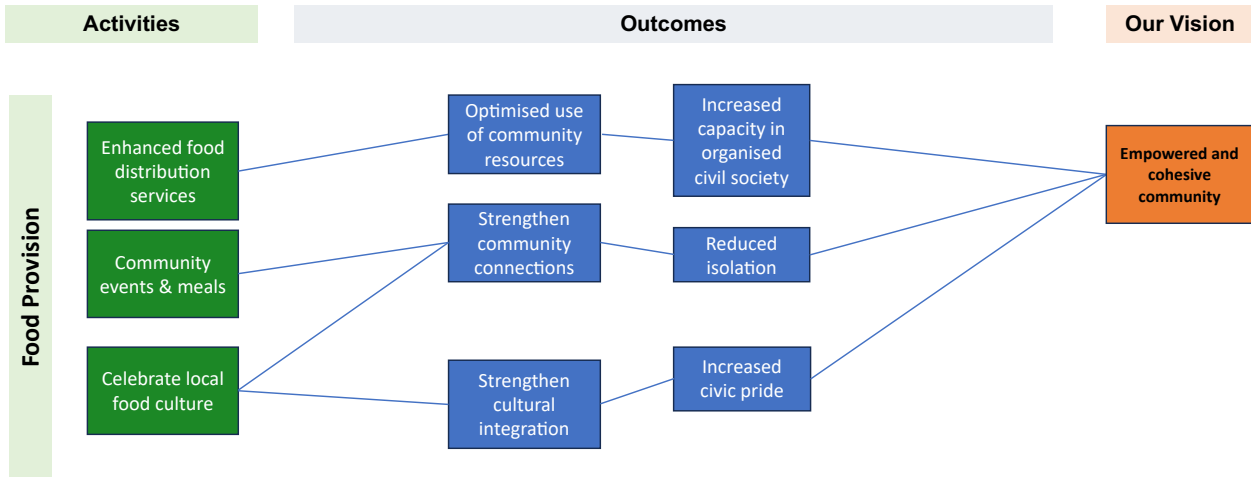 Activities
Outcomes
Our Vision
Food Provision
Enhanced food
distribution
services
Community
events & meals
Celebrate local
food culture
Optimised use
of community
resources
Strengthen
community
connections
Strengthen
cultural
integration
Increased
capacity in
organised
civil society
Reduced
isolation
Increased
civic pride
Empowered and
cohesive
community